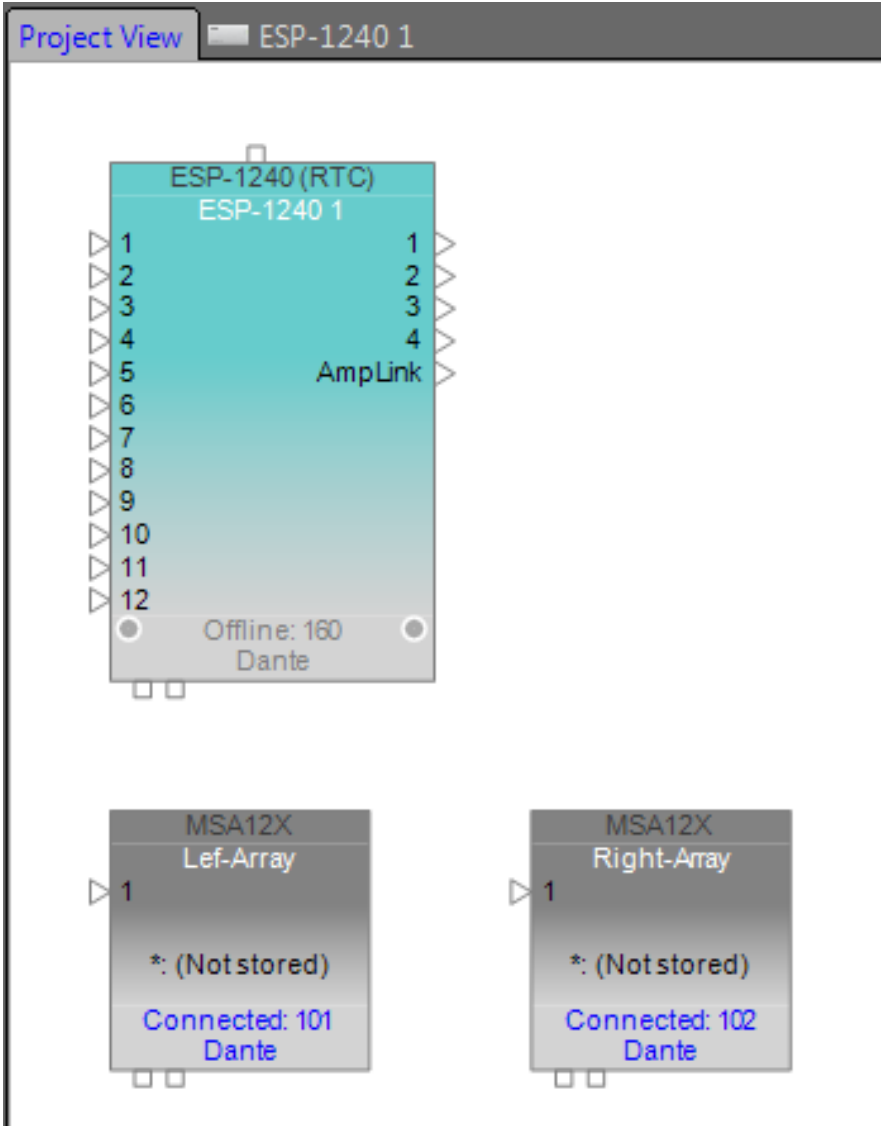 Project View ESP-1240 1
ESP-1240 (RTC)
ESP-1240 1
1 1
2 2
3 3
4 4
5 AmpLink
6
7
8
9
10
11
12
Offline: 160
Dante
MSA12X
Lef-Array
1
*: (Not stored)
Connected: 101
Dante
MSA12X
Right-Array
1
*: (Not stored)
Connected: 102
Dante